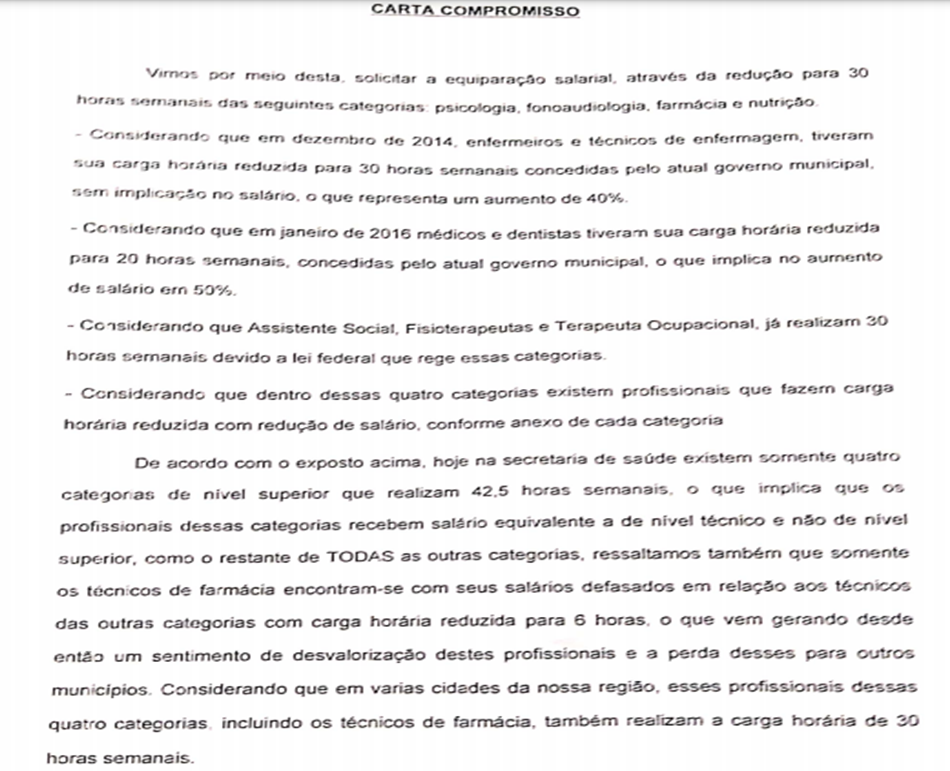 CARTA COMPROMISSO
Vimos por meio desta, solicitar a equiparação salarial, através da redução para 30
horas semanais das seguintes categorias: psicologia, fonoaudiologia, farmácia e nutrição.
- Considerando que em dezembro de 2014, enfermeiros e técnicos de enfermagem, tiveram
sua carga horária reduzida para 30 horas semanais concedidas pelo atual governo municipal,
sem implicação no salário, o que representa um aumento de 40%.
- Considerando que em janeiro de 2016 médicos e dentistas tiveram sua carga horária reduzida
para 20 horas semanais, concedidas pelo atual governo municipal, o que implica no aumento
de salário em 50%.
- Considerando que Assistente Social, Fisioterapeutas e Terapeuta Ocupacional, já realizam 30
horas semanais devido a lei federal que rege essas categorias.
- Considerando que dentro dessas quatro categorias existem profissionais que fazem carga
horária reduzida com redução de salário, conforme anexo de cada categoria
De acordo com o exposto acima, hoje na secretaria de saúde existem somente quatro
categorias de nível superior que realizam 42,5 horas semanais, o que implica que os
profissionais dessas categorias recebem salário equivalente a de nível técnico e não de nível
superior, como o restante de TODAS as outras categorias, ressaltamos também que somente
os técnicos de farmácia encontram-se com seus salários defasados em relação aos técnicos
das outras categorias com carga horária reduzida para 6 horas, o que vem gerando desde
então um sentimento de desvalorização destes profissionais e a perda desses para outros
municípios. Considerando que em varias cidades da nossa região, esses profissionais dessas
quatro categorias, incluindo os técnicos de farmácia, também realizam a carga horária de 30
horas semanais.